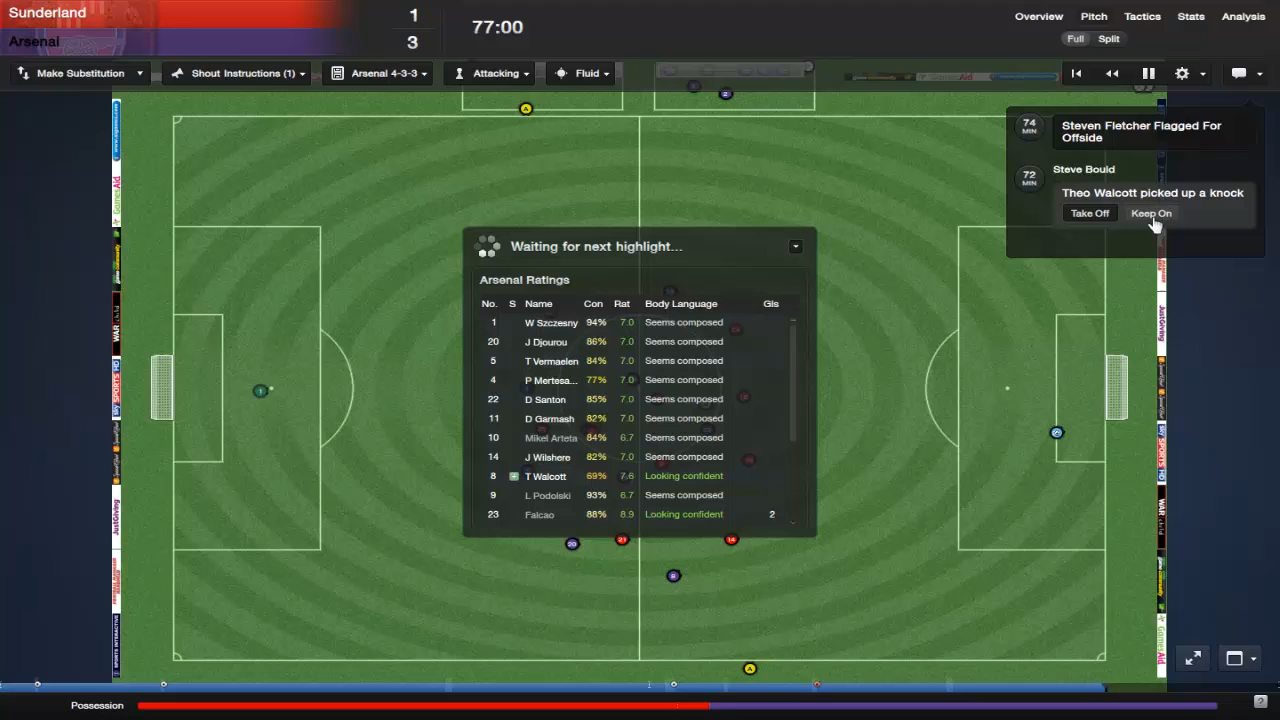 Sunderland
1
77:00
Arsenal
3
Overview Pitch Tactics Stats Analysis
Full Split
Make Substitution
Shout Instructions (1)
Arsenal 4-3-3
Attacking
Fluid
74
MIN
Steven Fletcher Flagged For
Offside
72
MIN
Steve Bould
Theo Walcott picked up a knock
Take Off Keep On
Waiting for next highlight...
Arsenal Ratings
No. S Name Con Rat Body Language Gls
1 W Szczesny 94% 7.0 Seems composed
20 J Djourou 86% 7.0 Seems composed
5 T Vermaelen 84% 7.0 Seems composed
4 P Mertesa... 77% 7.0 Seems composed
22 D Santon 85% 7.0 Seems composed
11 D Garmash 82% 7.0 Seems composed
10 Mikel Arteta 84% 6.7 Seems composed
14 J Wilshere 82% 7.0 Seems composed
8 T Walcott 69% 7.6 Looking confident
9 L Podolski 93% 6.7 Seems composed
23 Falcao 88% 8.9 Looking confident 2
Possession
?